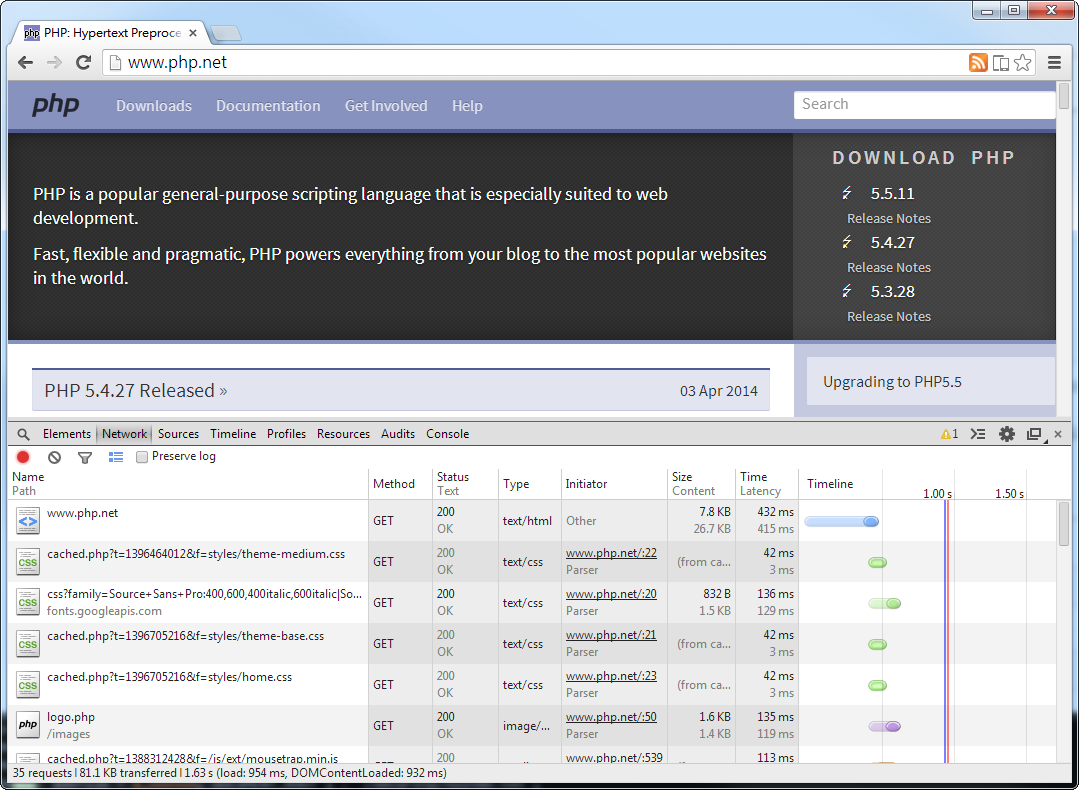 php PHP: Hypertext Preproce
www.php.net
php Downloads Documentation Get Involved Help Search
PHP is a popular general-purpose scripting language that is especially suited to web
development.
Fast, flexible and pragmatic, PHP powers everything from your blog to the most popular websites
in the world.
DOWNLOAD PHP
5.5.11
Release Notes
5.4.27
Release Notes
5.3.28
Release Notes
PHP 5.4.27 Released » 03 Apr 2014
Upgrading to PHP5.5
Elements Network Sources Timeline Profiles Resources Audits Console 1
Preserve log
Name Method Status Type Initiator Size Time Timeline
Path Text Content Latency 1.00 s 1.50 s
www.php.net GET 200 text/html Other 7.8 KB 432 ms
OK 26.7 KB 415 ms
CSS cached.php?t=1396464012&f=styles/theme-medium.css GET 200 text/css www.php.net/:22 (from ca... 42 ms
OK Parser 3 ms
CSS css?family=Source+Sans+Pro:400,600,400italic,600italic|So... GET 200 text/css www.php.net/:20 832 B 136 ms
fonts.googleapis.com OK Parser 1.5 KB 129 ms
CSS cached.php?t=1396705216&f=styles/theme-base.css GET 200 text/css www.php.net/:21 (from ca... 42 ms
OK Parser 3 ms
CSS cached.php?t=1396705216&f=styles/home.css GET 200 text/css www.php.net/:23 (from ca... 42 ms
OK Parser 3 ms
php logo.php GET 200 image/... www.php.net/:50 1.6 KB 135 ms
/images OK Parser 1.4 KB 119 ms
cached.php?t=1388312428&f=/js/ext/mousetrap.min.js 200 www.php.net/:539 113 ms
35 requests | 81.1 KB transferred | 1.63 s (load: 954 ms, DOMContentLoaded: 932 ms)